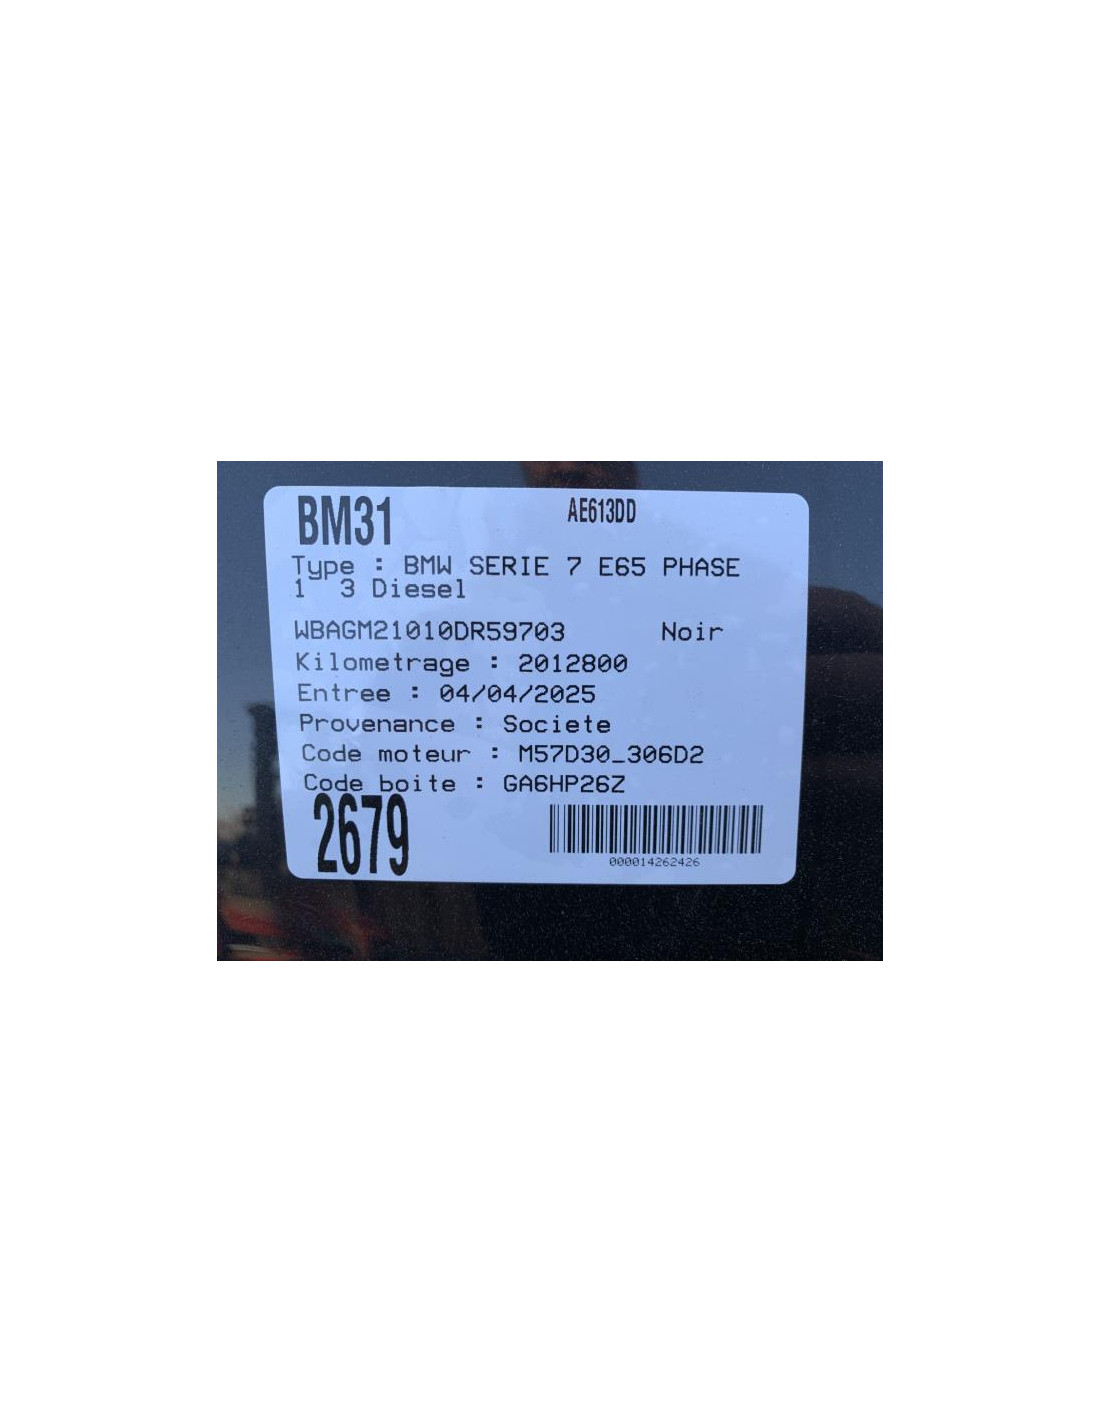 BM31 AE613DD
Type : BMW SERIE 7 E65 PHASE
1 3 Diesel
WBAGM21010DR59703 Noir
Kilometrage : 2012800
Entree : 04/04/2025
Provenance : Societe
Code moteur : M57D30_306D2
Code boite : GA6HP26Z
2679
000014262426